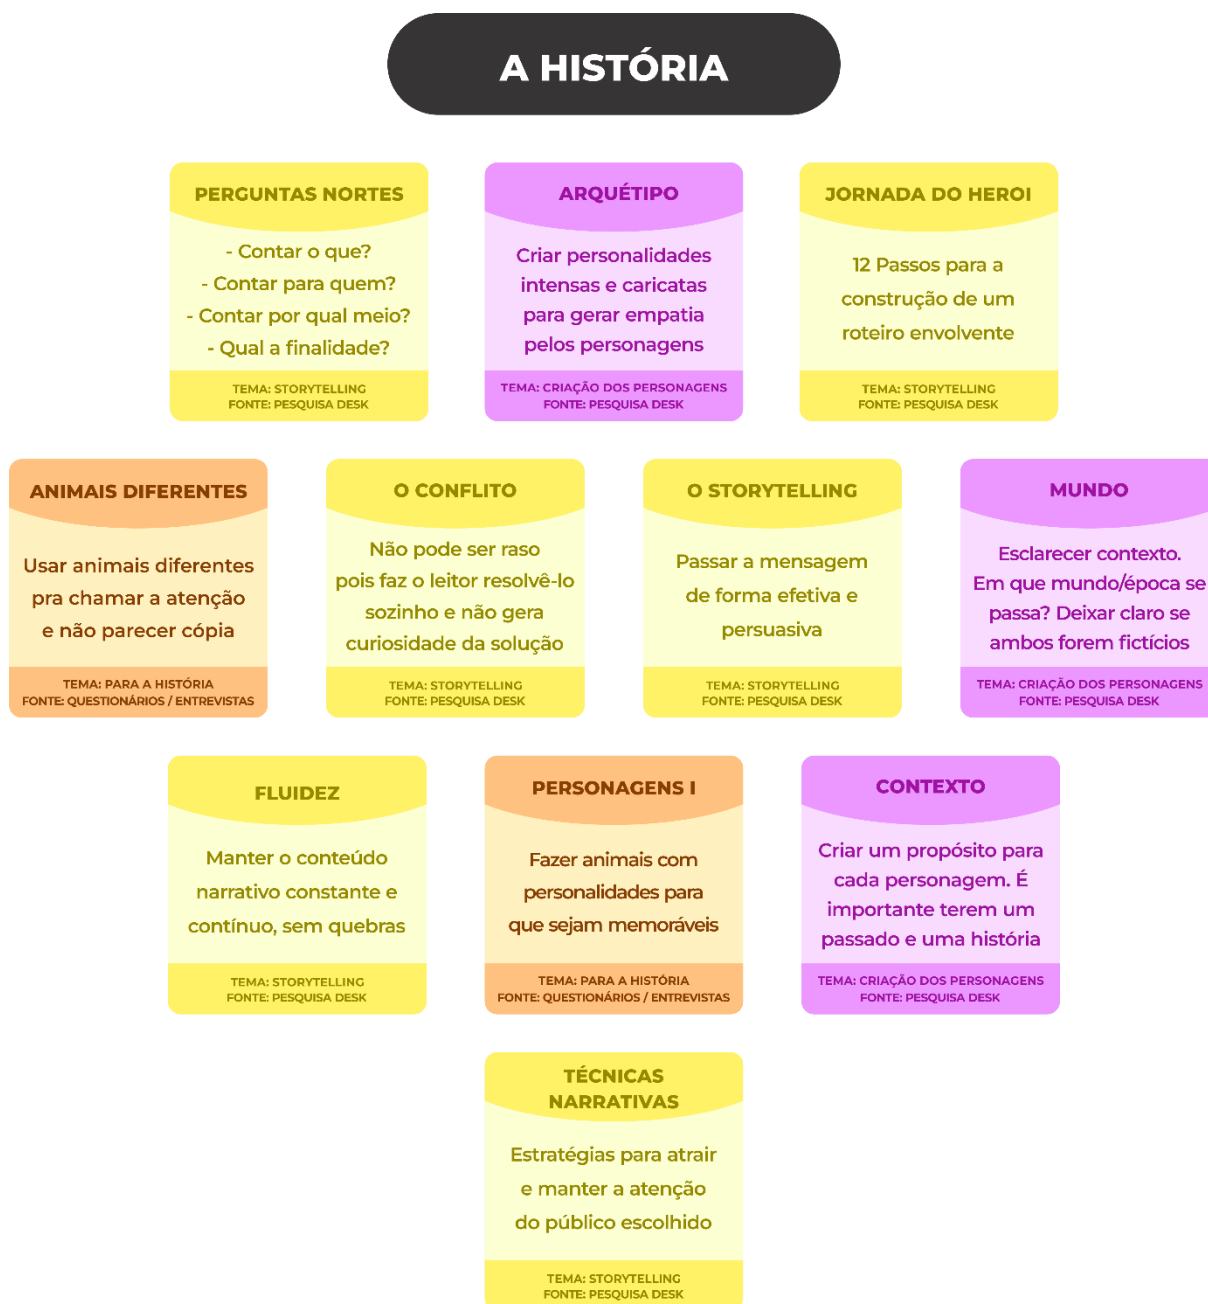 A HISTÓRIA
PERGUNTAS NORTES
- Contar o que?
- Contar para quem?
- Contar por qual meio?
- Qual a finalidade?
TEMA: STORYTELLING
FONTE: PESQUISA DESK
ARQUÉTIPO
Criar personalidades
intensas e caricatas
para gerar empatia
pelos personagens
TEMA: CRIAÇÃO DOS PERSONAGENS
FONTE: PESQUISA DESK
JORNADA DO HEROI
12 Passos para a
construção de um
roteiro envolvente
TEMA: STORYTELLING
FONTE: PESQUISA DESK
ANIMAIS DIFERENTES
Usar animais diferentes
pra chamar a atenção
e não parecer cópia
TEMA: PARA A HISTÓRIA
FONTE: QUESTIONÁRIOS / ENTREVISTAS
O CONFLITO
Não pode ser raso
pois faz o leitor resolvê-lo
sozinho e não gera
curiosidade da solução
TEMA: STORYTELLING
FONTE: PESQUISA DESK
O STORYTELLING
Passar a mensagem
de forma efetiva e
persuasiva
TEMA: STORYTELLING
FONTE: PESQUISA DESK
MUNDO
Esclarecer contexto.
Em que mundo/época se
passa? Deixar claro se
ambos forem fictícios
TEMA: CRIAÇÃO DOS PERSONAGENS
FONTE: PESQUISA DESK
FLUIDEZ
Manter o conteúdo
narrativo constante e
contínuo, sem quebras
TEMA: STORYTELLING
FONTE: PESQUISA DESK
PERSONAGENS I
Fazer animais com
personalidades para
que sejam memoráveis
TEMA: PARA A HISTÓRIA
FONTE: QUESTIONÁRIOS / ENTREVISTAS
CONTEXTO
Criar um propósito para
cada personagem. É
importante terem um
passado e uma história
TEMA: CRIAÇÃO DOS PERSONAGENS
FONTE: PESQUISA DESK
TÉCNICAS
NARRATIVAS
Estratégias para atrair
e manter a atenção
do público escolhido
TEMA: STORYTELLING
FONTE: PESQUISA DESK